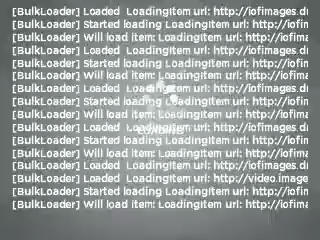 [BulkLoader] Loaded LoadingItem url: http://iofimages.d
[BulkLoader] Started loading LoadingItem url: http://iofin
[BulkLoader] Will load item: LoadingItem url: http://iofima
[BulkLoader] Loaded LoadingItem url: http://iofimages.d
[BulkLoader] Started loading LoadingItem url: http://iofin
[BulkLoader] Will load item: LoadingItem url: http://iofima
[BulkLoader] Loaded LoadingItem url: http://iofimages.d
[BulkLoader] Started loading LoadingItem url: http://iofin
[BulkLoader] Will load item: LoadingItem url: http://iofima
[BulkLoader] Loaded LoadingItem url: http://iofimages.d
[BulkLoader] Started loading LoadingItem url: http://iofin
[BulkLoader] Will load item: LoadingItem url: http://iofima
[BulkLoader] Loaded LoadingItem url: http://iofimages.d
[BulkLoader] Loaded LoadingItem url: http://video.image
[BulkLoader] Started loading LoadingItem url: http://iofin
[BulkLoader] Will load item: LoadingItem url: http://iofima